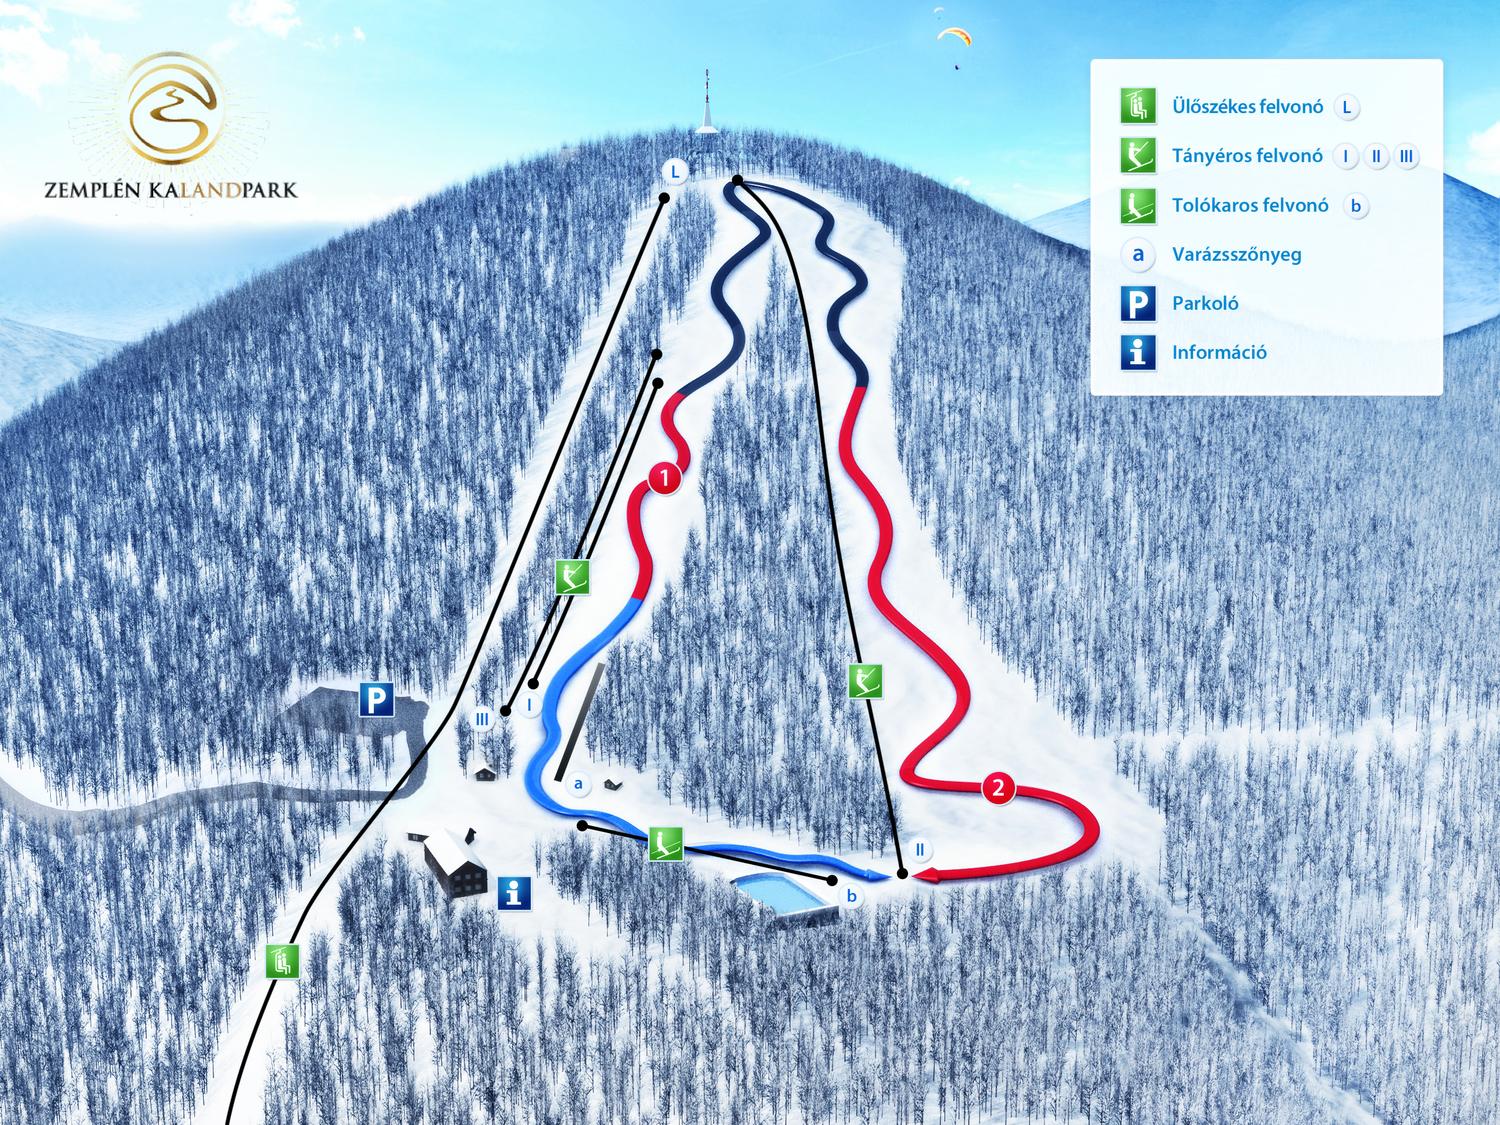 ZEMPLÉN KALANDPARK
Ülőszékes felvonó L
Tányéros felvonó I II III
Tolókaros felvonó b
a Varázsszőnyeg
P Parkoló
i Információ
L
1
P
III
I
a
2
II
b
i